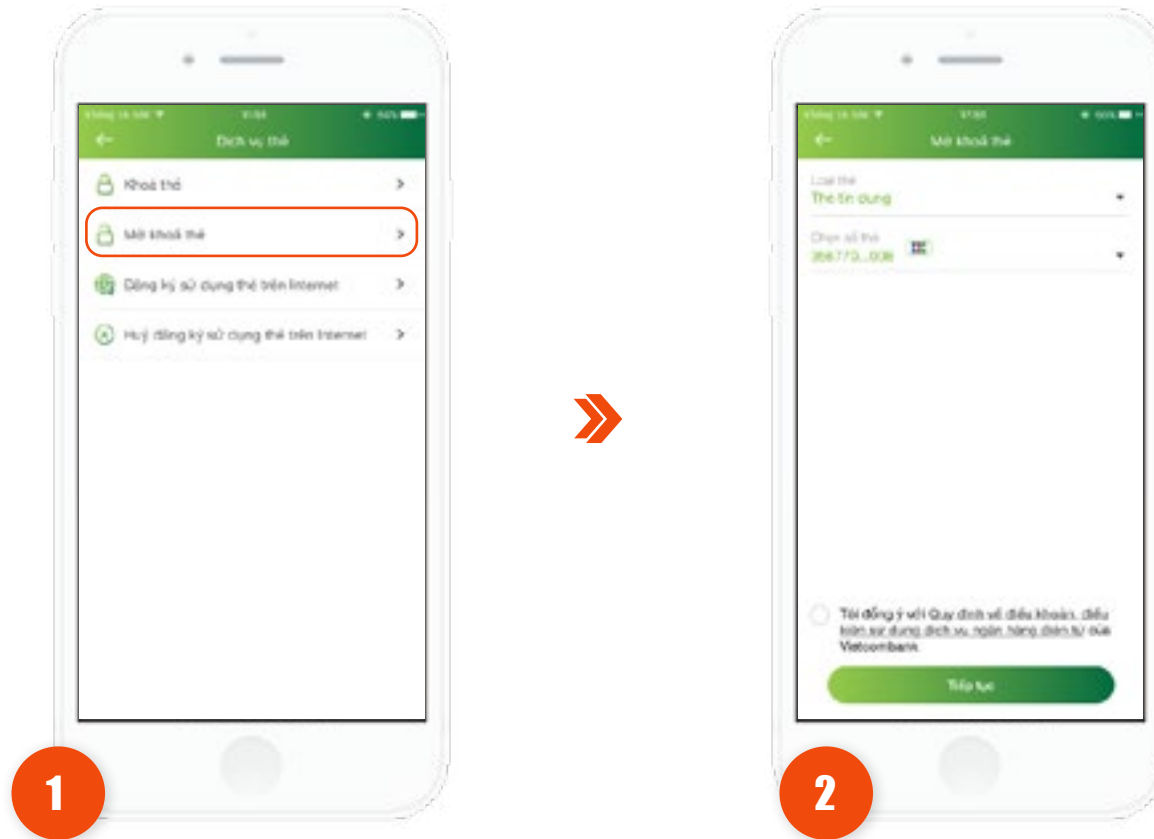 Dịch vụ thẻ
Khoá thẻ
Mở khoá thẻ
Đăng ký sử dụng thẻ trên Internet
Huỷ đăng ký sử dụng thẻ trên Internet
1
Mở khoá thẻ
Loại thẻ
Thẻ tín dụng
Chọn số thẻ
Tôi đồng ý với Quy định về điều khoản, điều
kiện sử dụng dịch vụ ngân hàng điện tử của
Vietcombank
Tiếp tục
2